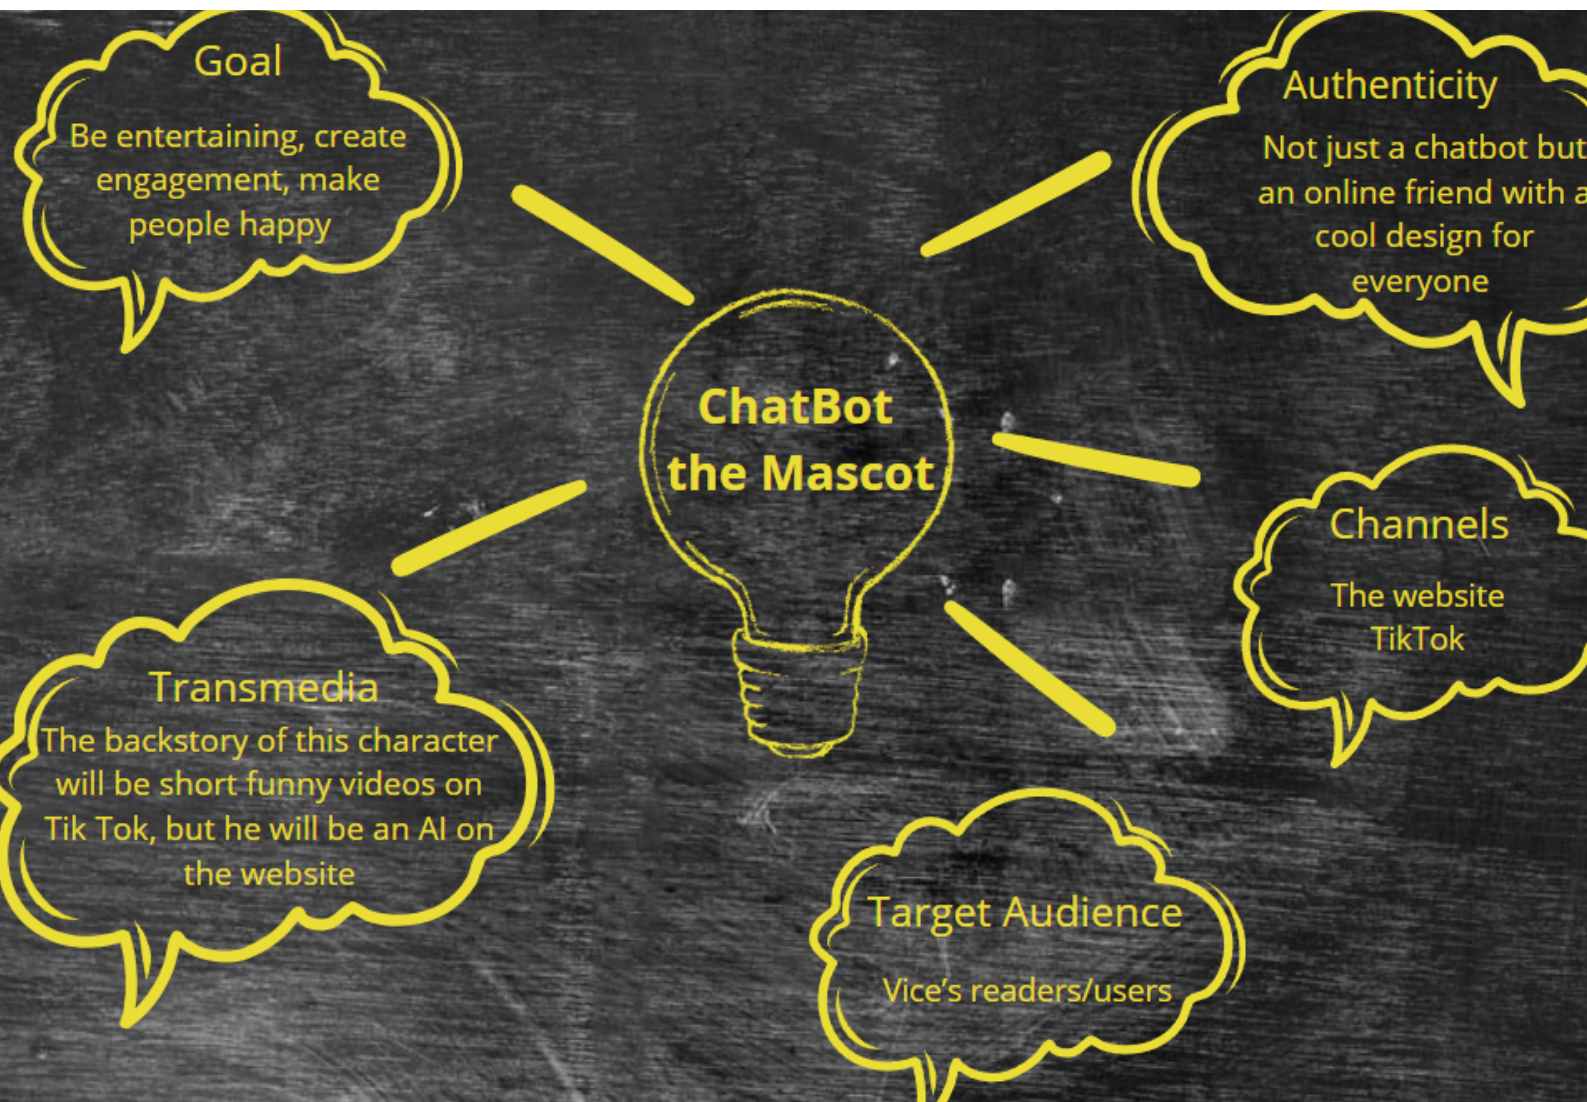 Goal
Be entertaining, create
engagement, make
people happy
Authenticity
Not just a chatbot but
an online friend with a
cool design for
everyone
ChatBot
the Mascot
Channels
The website
TikTok
Transmedia
The backstory of this character
will be short funny videos on
Tik Tok, but he will be an AI on
the website
Target Audience
Vice’s readers/users